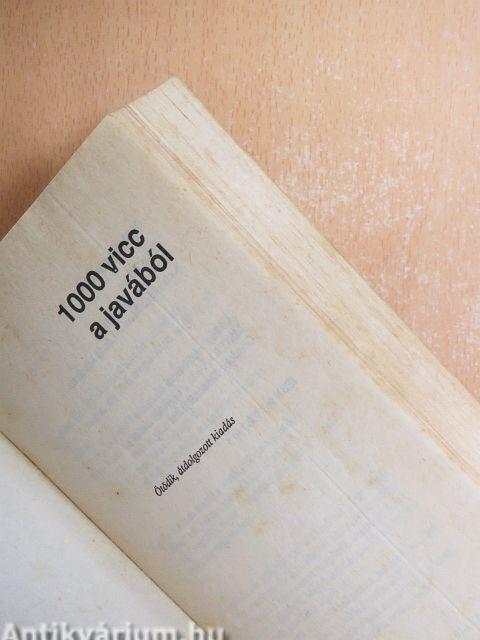 1000 vicc
a javából
Ötödik, átdolgozott kiadás
Antikvárium.hu